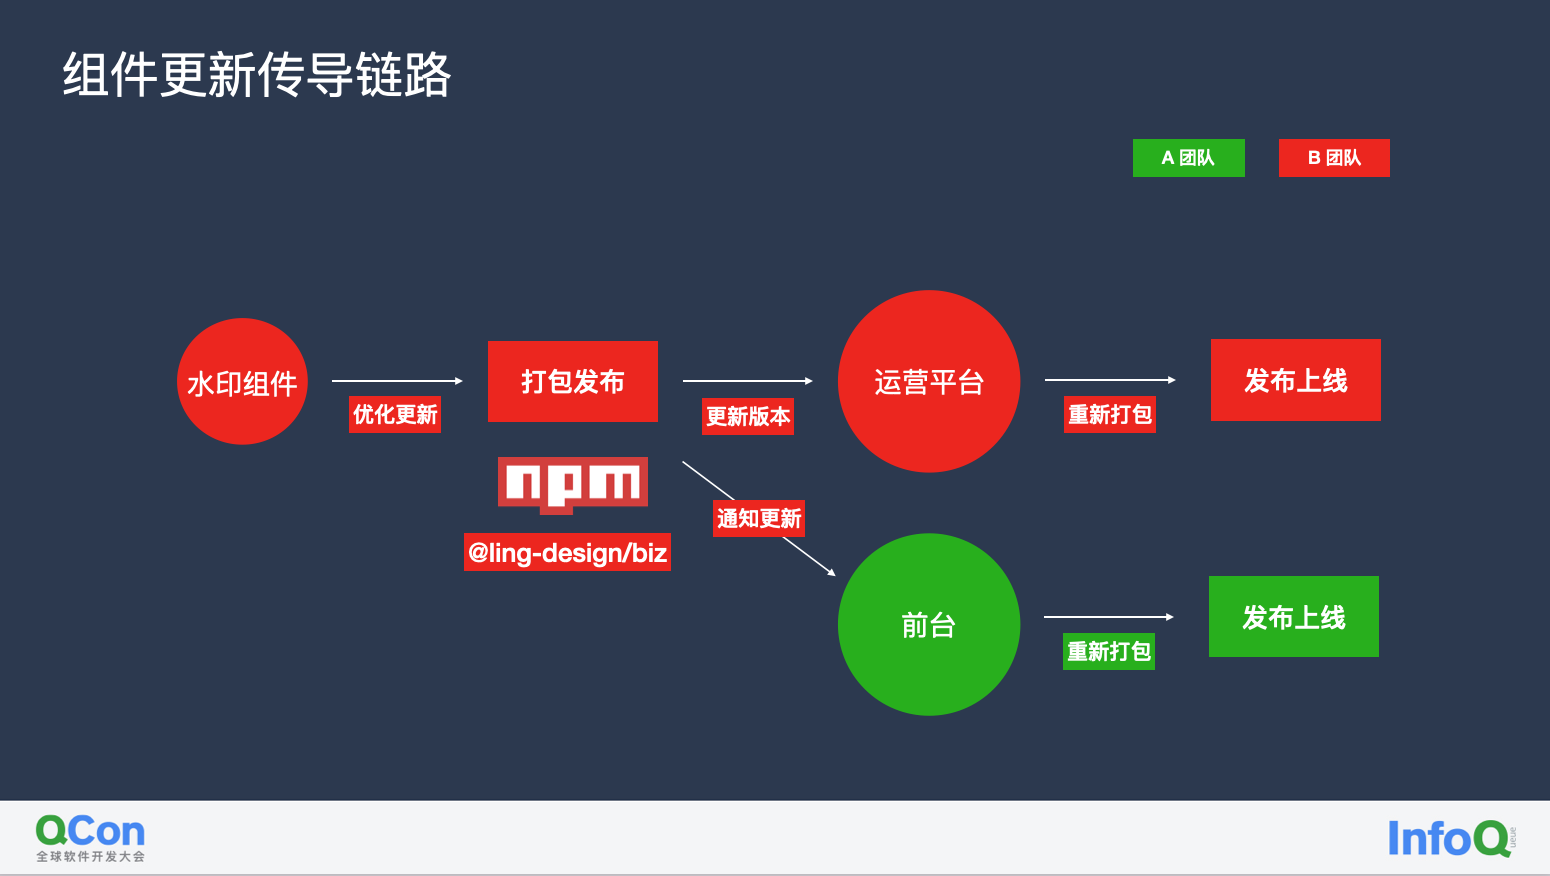 组件更新传导链路
A 团队
B 团队
水印组件
优化更新
打包发布
npm
@ling-design/biz
更新版本
通知更新
运营平台
重新打包
发布上线
前台
重新打包
发布上线
QCon
全球软件开发大会
InfoQ
ueue